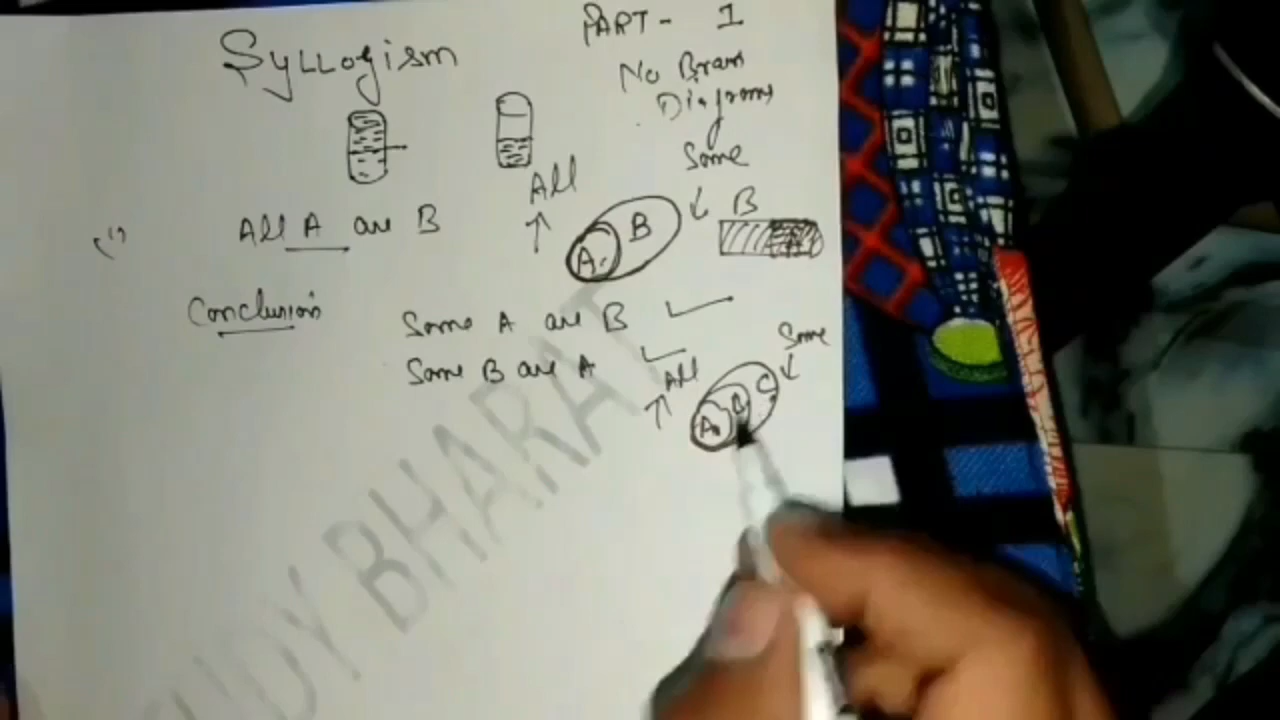 SYLLogism
PART - 1
No Brain
Diagrams
Some
All
(1)
All A are B
A
B
B
A
Conclusion
Some A are B
Some B are A
Some
All
A
B
C
STUDY BHARAT